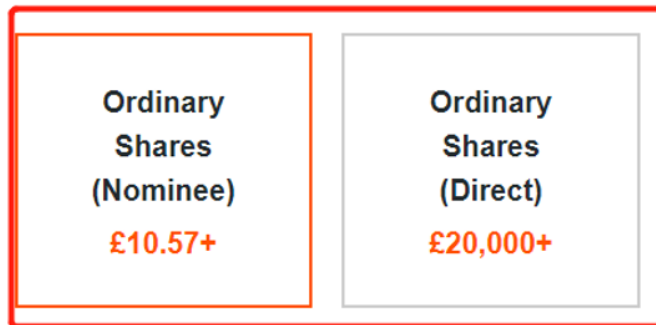 Ordinary
Shares
(Nominee)
£10.57+
Ordinary
Shares
(Direct)
£20,000+